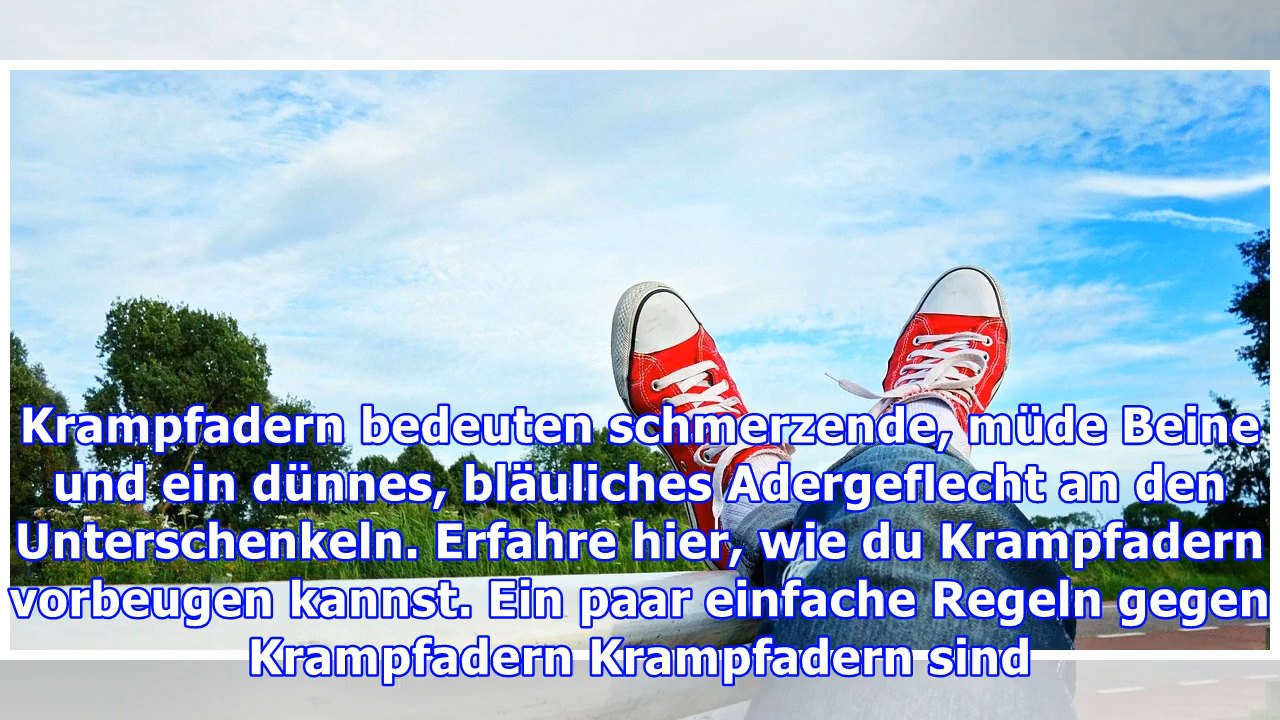 Krampfadern bedeuten schmerzende, müde Beine
und ein dünnes, bläuliches Adergeflecht an den
Unterschenkeln. Erfahre hier, wie du Krampfadern
vorbeugen kannst. Ein paar einfache Regeln gegen
Krampfadern Krampfadern sind